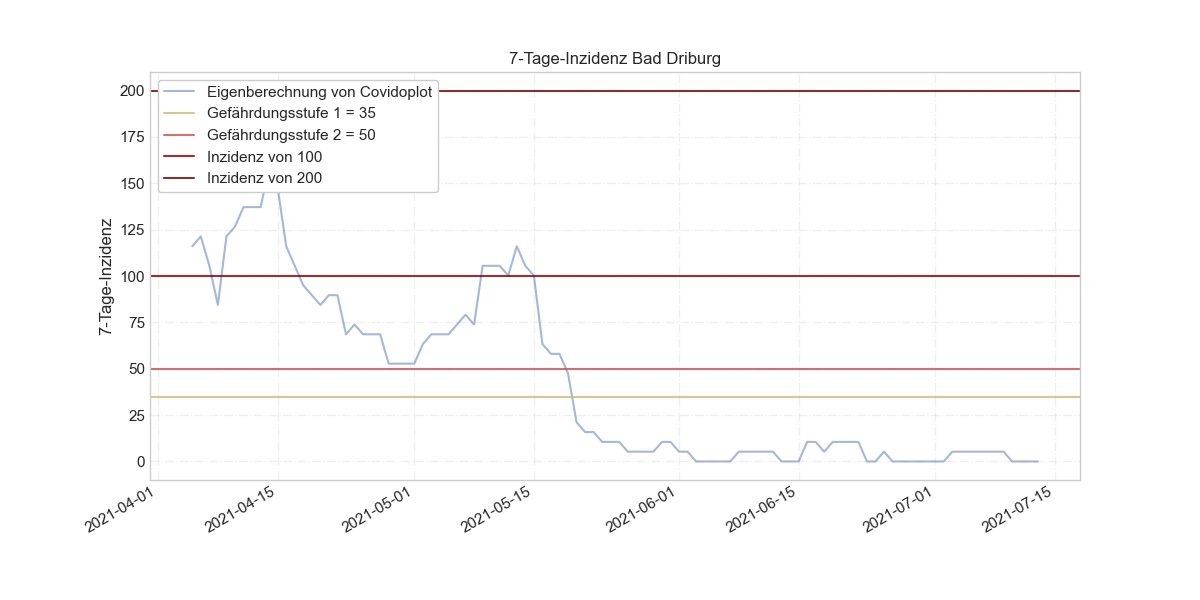 7-Tage-Inzidenz Bad Driburg
Eigenberechnung von Covidoplot
Gefährdungsstufe 1 = 35
Gefährdungsstufe 2 = 50
Inzidenz von 100
Inzidenz von 200
7-Tage-Inzidenz
200
175
150
125
100
75
50
25
0
2021-04-01
2021-04-15
2021-05-01
2021-05-15
2021-06-01
2021-06-15
2021-07-01
2021-07-15